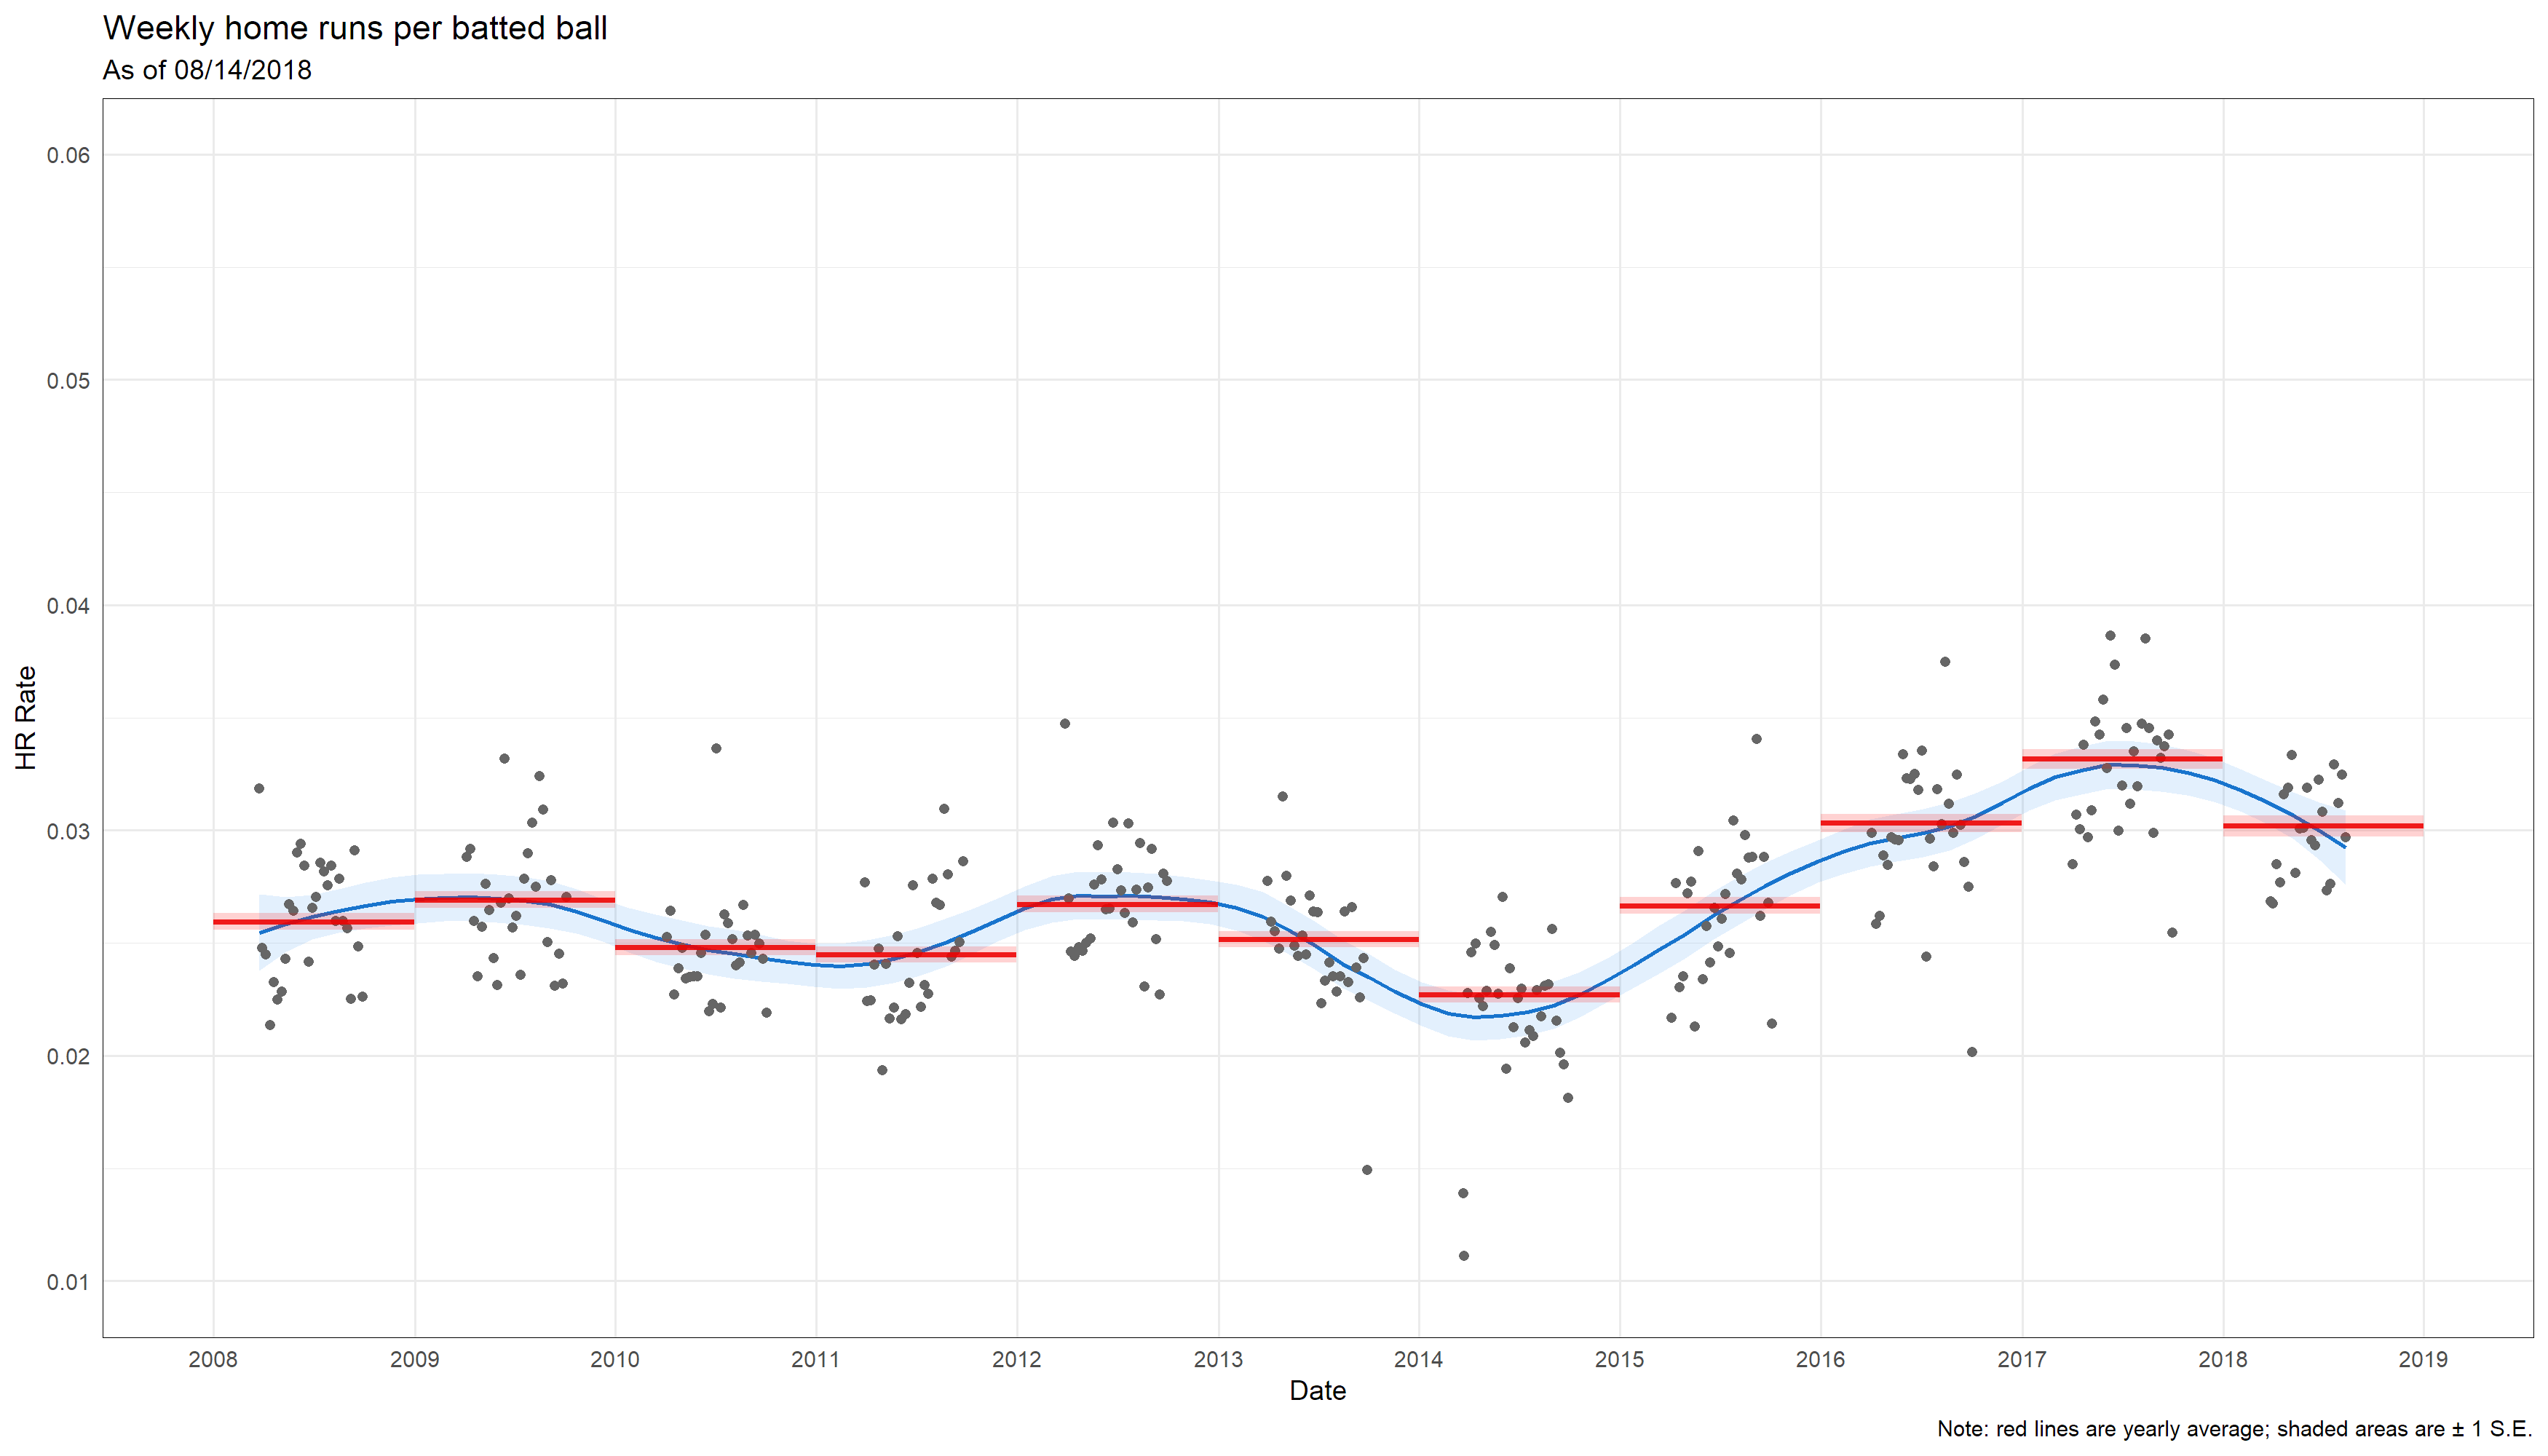 Weekly home runs per batted ball
As of 08/14/2018
0.06
0.05
0.04
0.03
0.02
0.01
HR Rate
2008 2009 2010 2011 2012 2013 2014 2015 2016 2017 2018 2019
Date
Note: red lines are yearly average; shaded areas are ± 1 S.E.